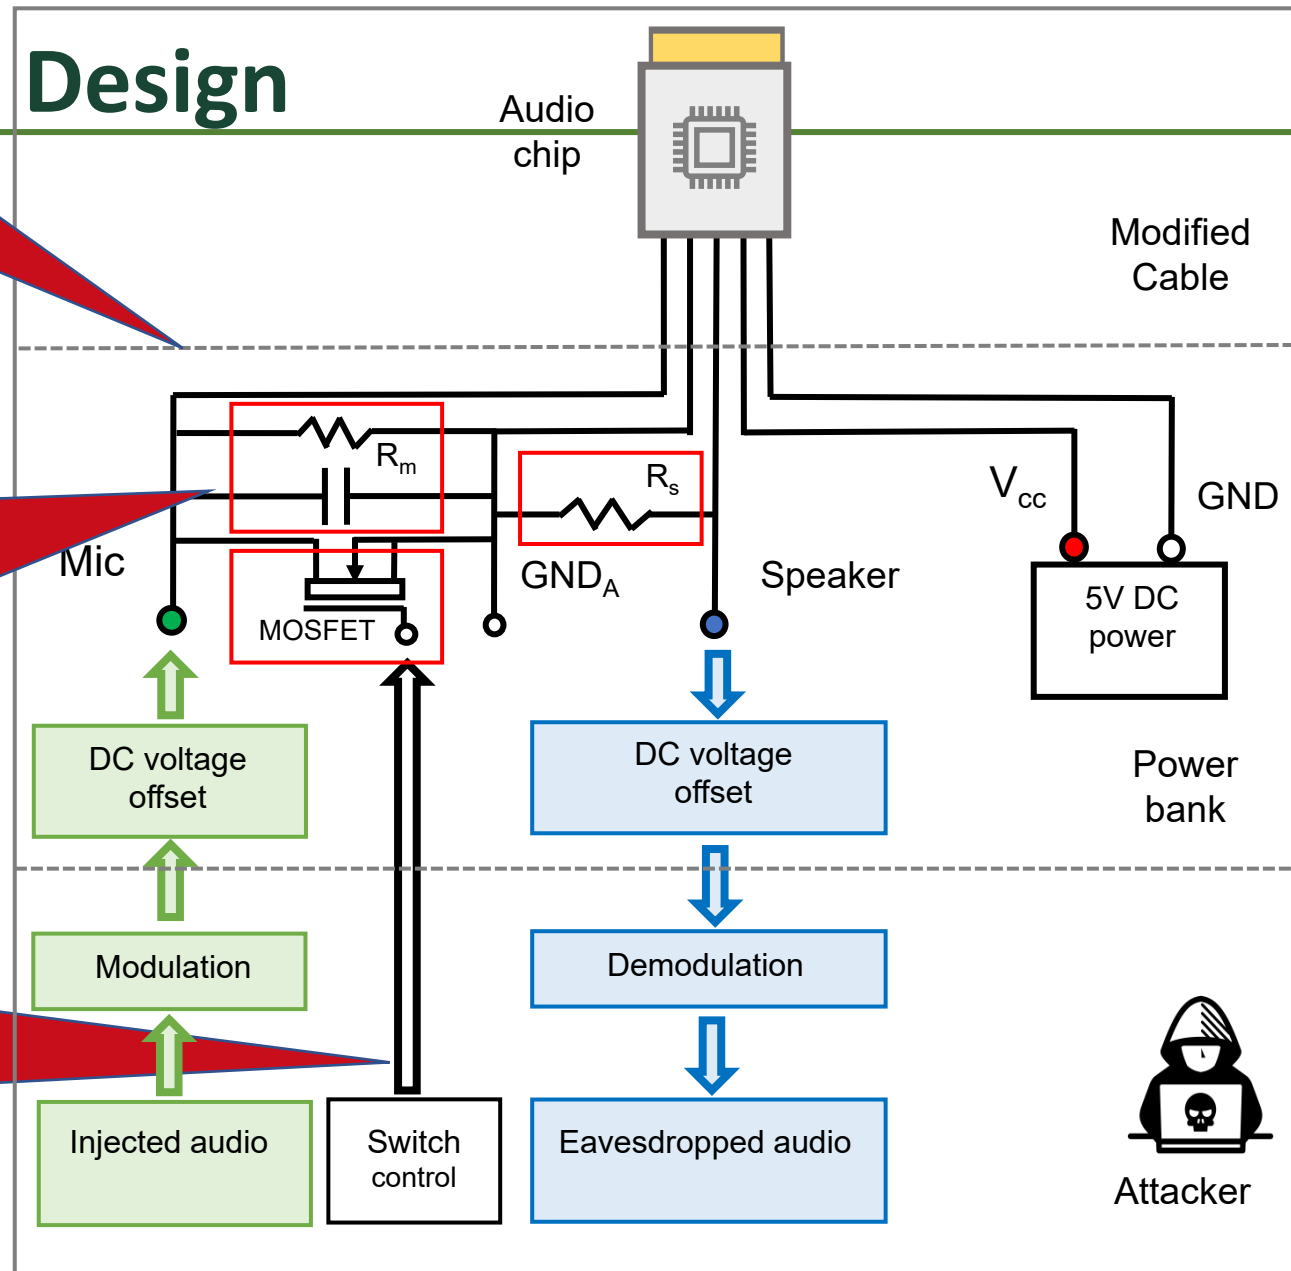 Design
Audio
chip
Modified
Cable
Rm
Rs
Vcc
GND
Mic
GNDA
Speaker
5V DC
power
MOSFET
DC voltage
offset
DC voltage
offset
Power
bank
Modulation
Demodulation
Injected audio
Switch
control
Eavesdropped audio
Attacker